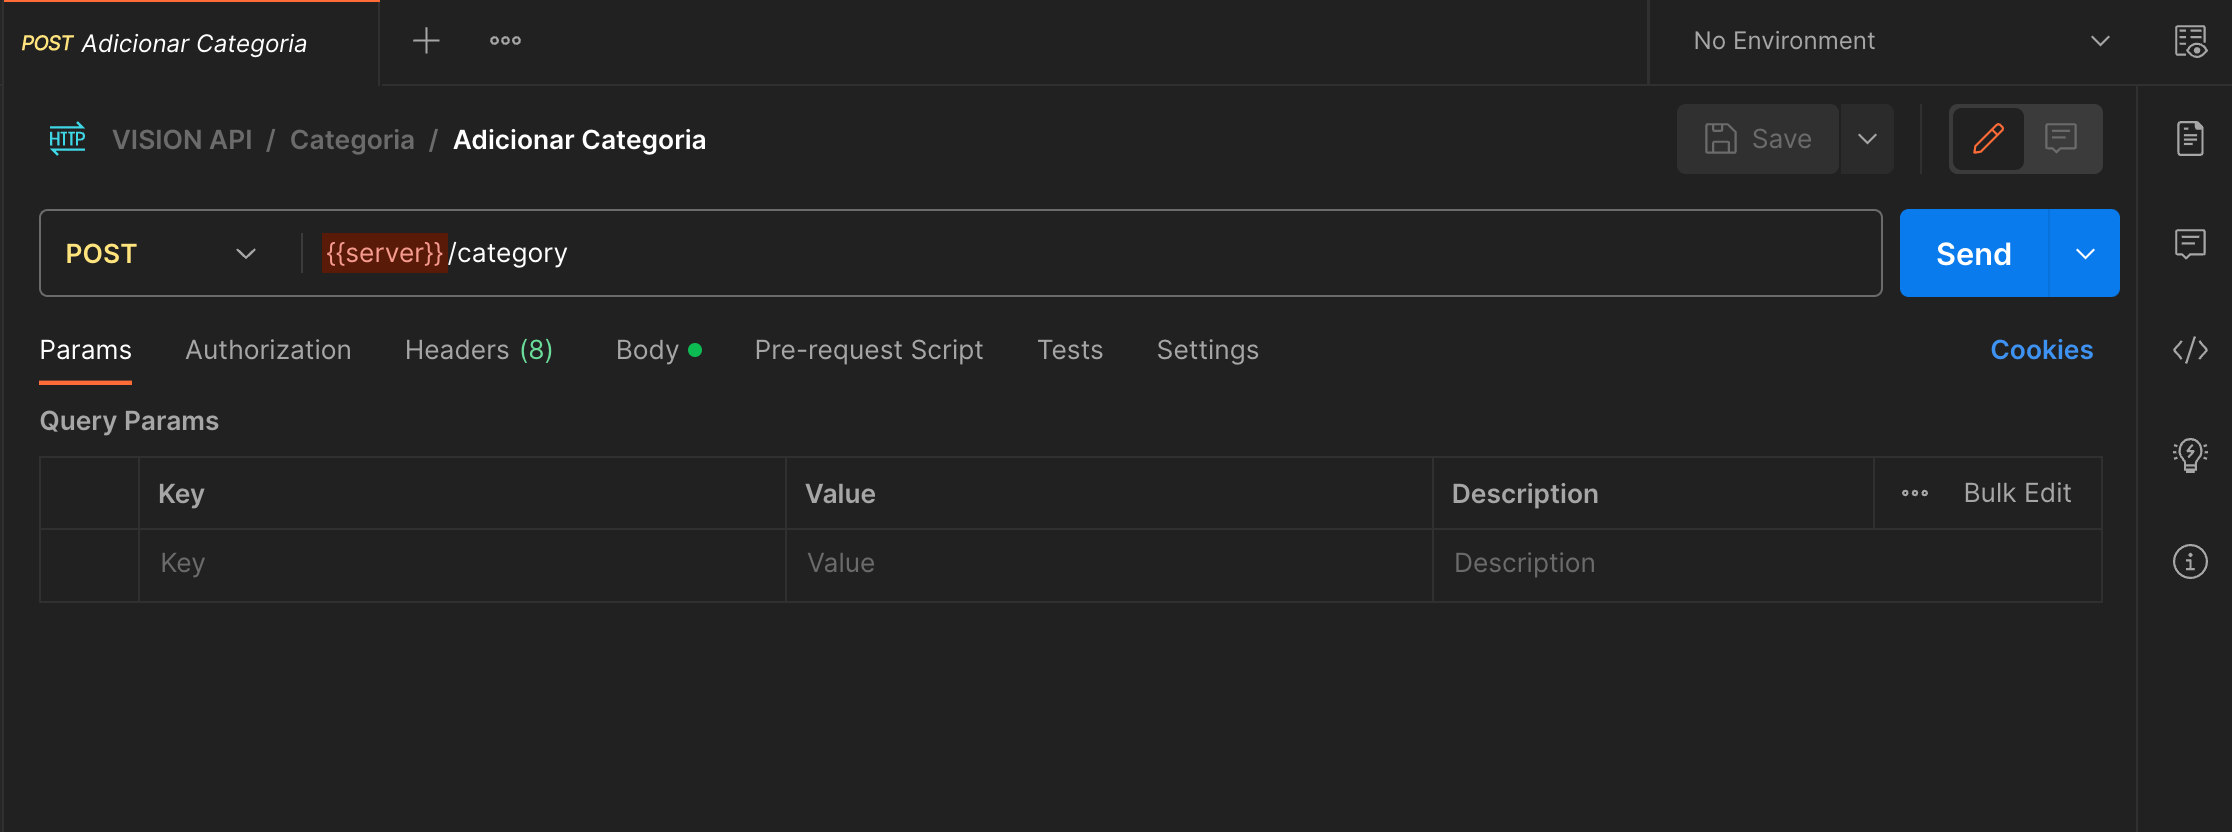 POST Adicionar Categoria
No Environment
HTTP VISION API / Categoria / Adicionar Categoria
Save
POST {{server}}/category
Send
Params Authorization Headers (8) Body Pre-request Script Tests Settings Cookies
Query Params
Key Value Description Bulk Edit
Key Value Description